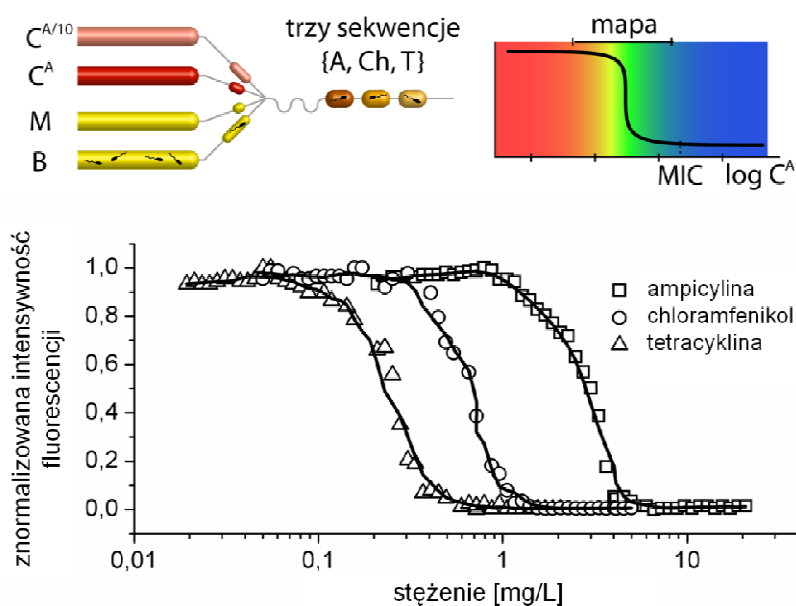 C^A/10
C^A
M
B
trzy sekwencje
{A, Ch, T}
mapa
MIC
log C^A
znormalizowana intensywność
fluorescencji
1,0
0,8
0,6
0,4
0,2
0,0
ampicylina
chloramfenikol
tetracyklina
0,01
0,1
1
10
stężenie [mg/L]